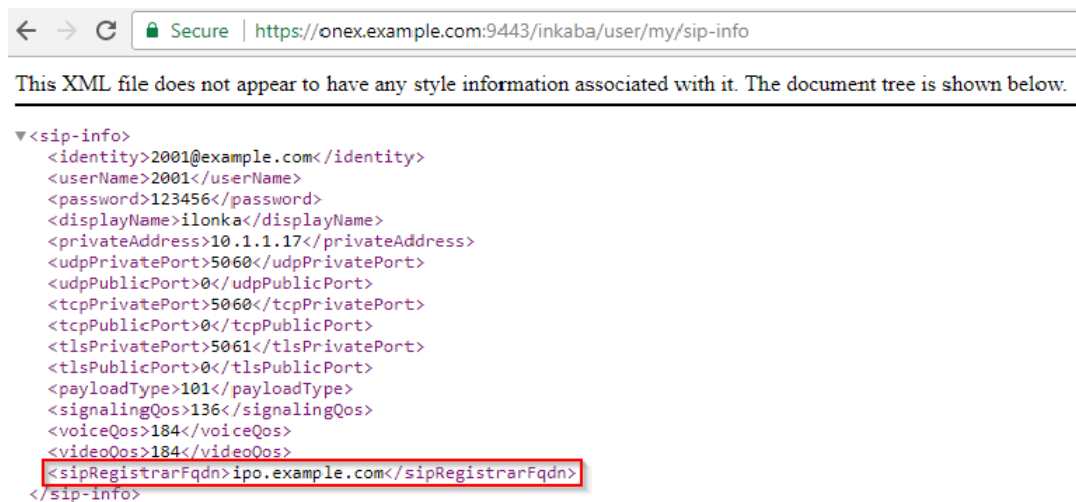 Secure | https://onex.example.com:9443/inkaba/user/my/sip-info
This XML file does not appear to have any style information associated with it. The document tree is shown below.
▼<sip-info>
<identity>2001@example.com</identity>
<userName>2001</userName>
<password>123456</password>
<displayName>ilonka</displayName>
<privateAddress>10.1.1.17</privateAddress>
<udpPrivatePort>5060</udpPrivatePort>
<udpPublicPort>0</udpPublicPort>
<tcpPrivatePort>5060</tcpPrivatePort>
<tcpPublicPort>0</tcpPublicPort>
<tlsPrivatePort>5061</tlsPrivatePort>
<tlsPublicPort>0</tlsPublicPort>
<payloadType>101</payloadType>
<signalingQos>136</signalingQos>
<voiceQos>184</voiceQos>
<videoQos>184</videoQos>
<sipRegistrarFqdn>ipo.example.com</sipRegistrarFqdn>
</sip-info>